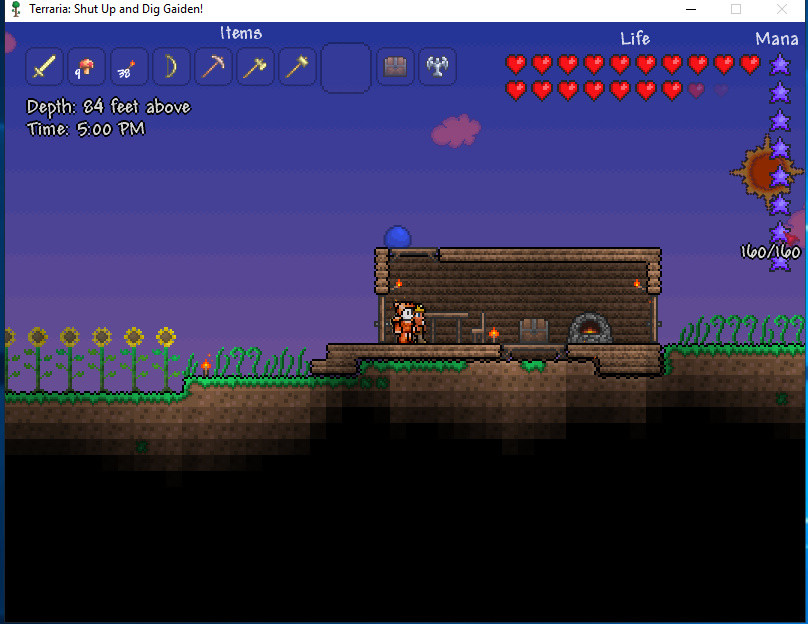 Terraria: Shut Up and Dig Gaiden!
Items
Life
Mana
9
38
Depth: 84 feet above
Time: 5:00 PM
160/160